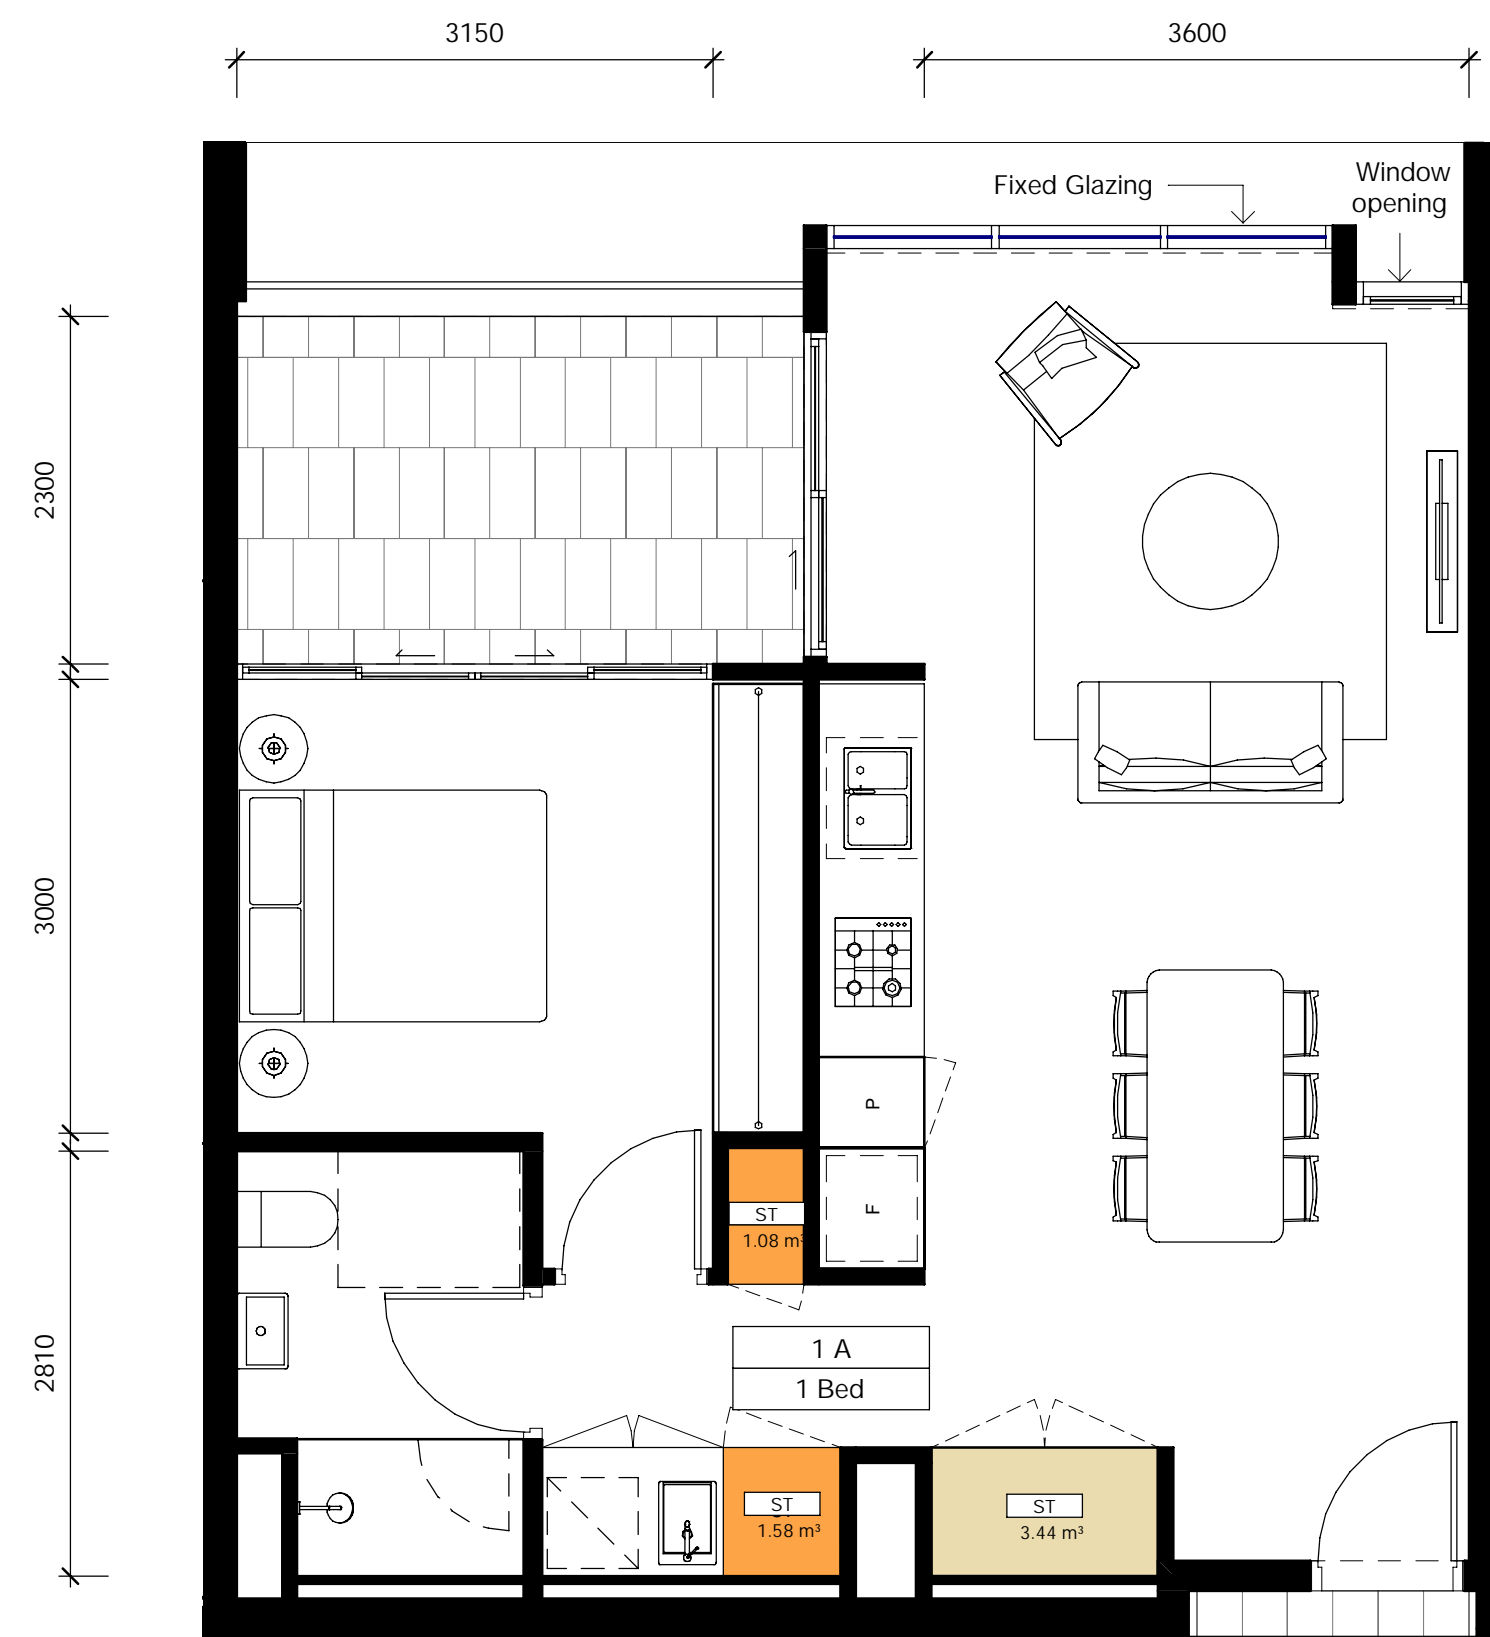 3150
3600
Fixed Glazing
Window
opening
2300
3000
2810
P
F
ST
1.08 m³
1 A
1 Bed
ST
1.58 m³
ST
3.44 m³